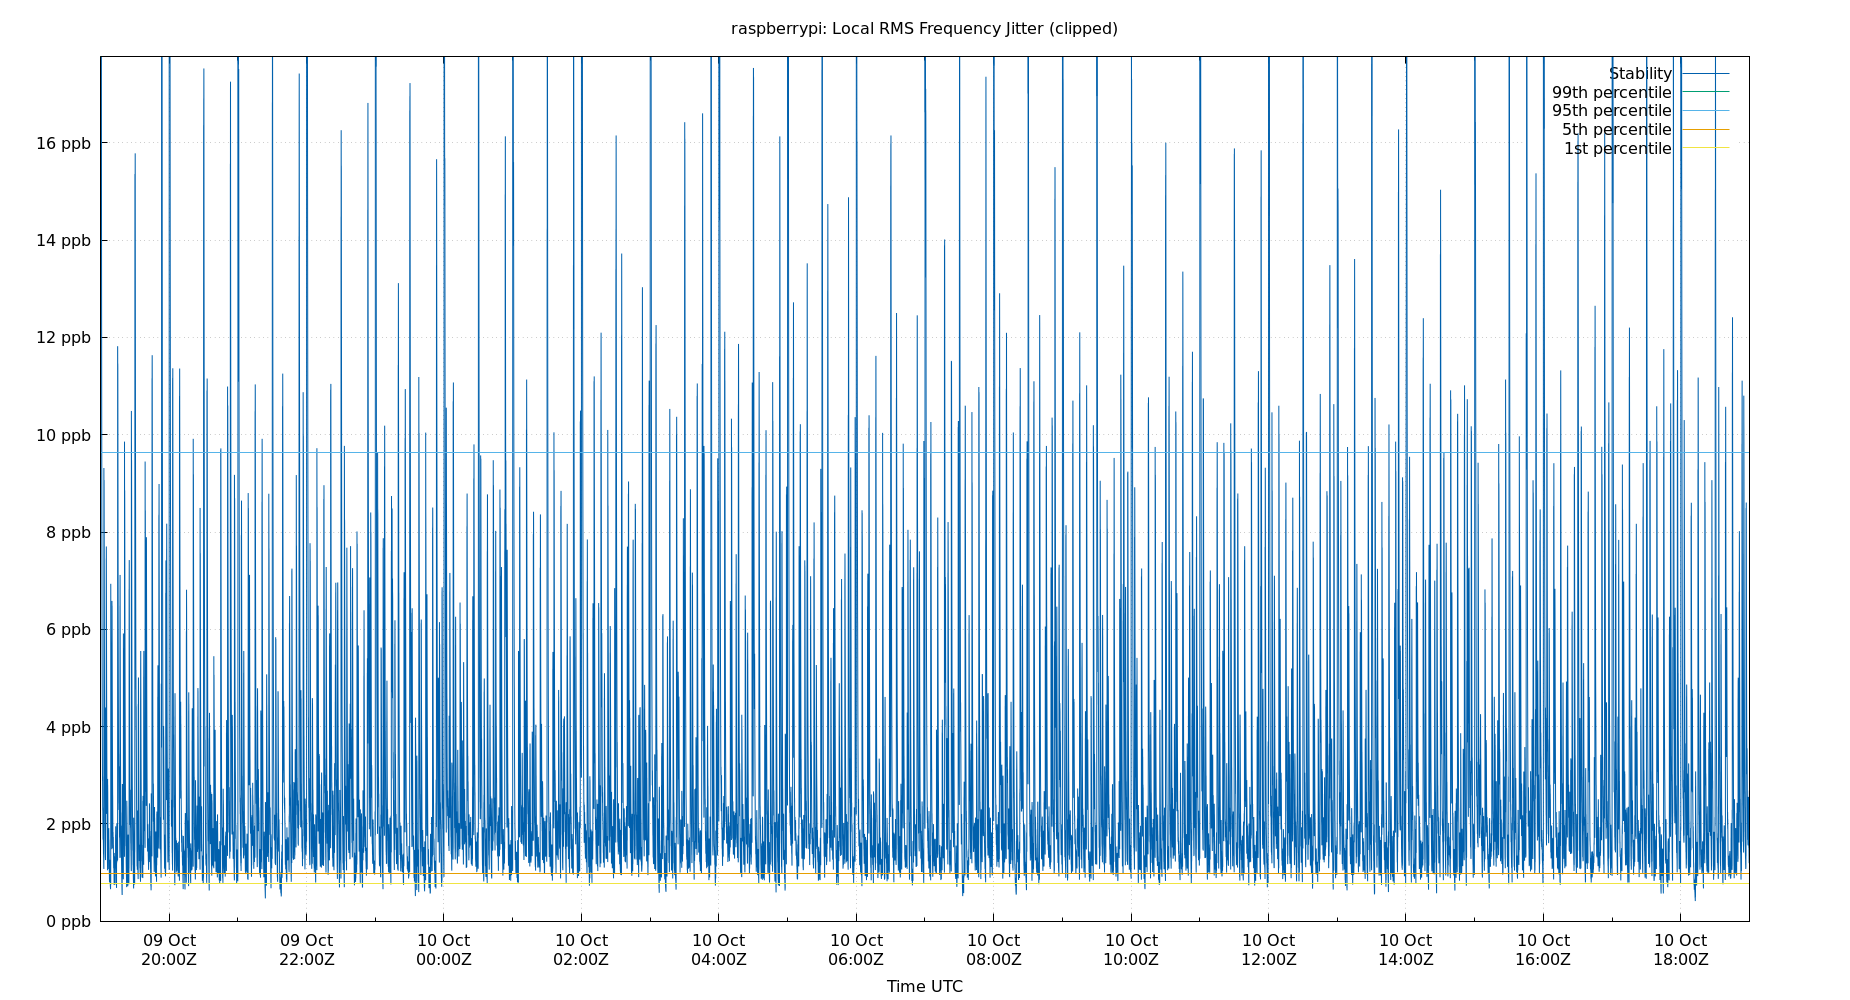 raspberrypi: Local RMS Frequency Jitter (clipped)
Stability
99th percentile
95th percentile
5th percentile
1st percentile
16 ppb
14 ppb
12 ppb
10 ppb
8 ppb
6 ppb
4 ppb
2 ppb
0 ppb
09 Oct 09 Oct 10 Oct 10 Oct 10 Oct 10 Oct 10 Oct 10 Oct 10 Oct 10 Oct 10 Oct 10 Oct
20:00Z 22:00Z 00:00Z 02:00Z 04:00Z 06:00Z 08:00Z 10:00Z 12:00Z 14:00Z 16:00Z 18:00Z
Time UTC